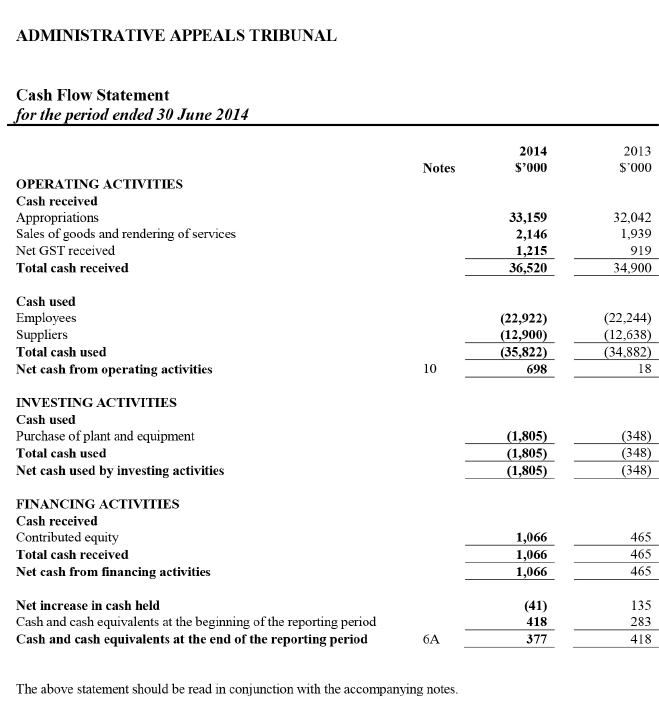 ADMINISTRATIVE APPEALS TRIBUNAL
Cash Flow Statement
for the period ended 30 June 2014
2014 2013
Notes $’000 $’000
OPERATING ACTIVITIES
Cash received
Appropriations 33,159 32,042
Sales of goods and rendering of services 2,146 1,939
Net GST received 1,215 919
Total cash received 36,520 34,900
Cash used
Employees (22,922) (22,244)
Suppliers (12,900) (12,638)
Total cash used (35,822) (34,882)
Net cash from operating activities 10 698 18
INVESTING ACTIVITIES
Cash used
Purchase of plant and equipment (1,805) (348)
Total cash used (1,805) (348)
Net cash used by investing activities (1,805) (348)
FINANCING ACTIVITIES
Cash received
Contributed equity 1,066 465
Total cash received 1,066 465
Net cash from financing activities 1,066 465
Net increase in cash held (41) 135
Cash and cash equivalents at the beginning of the reporting period 418 283
Cash and cash equivalents at the end of the reporting period 6A 377 418
The above statement should be read in conjunction with the accompanying notes.